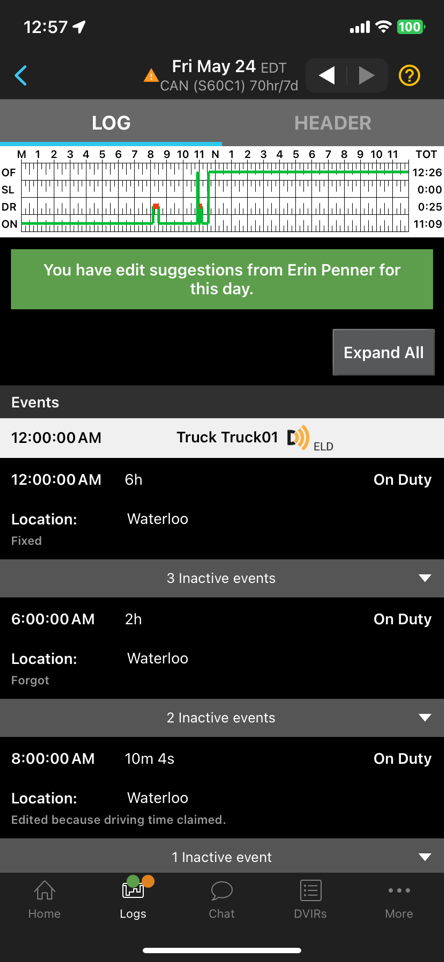 12:57
100
Fri May 24 EDT
CAN (S60C1) 70hr/7d
LOG
HEADER
M 1 2 3 4 5 6 7 8 9 10 11 N 1 2 3 4 5 6 7 8 9 10 11 TOT
OF 12:26
SL 0:00
DR 0:25
ON 11:09
You have edit suggestions from Erin Penner for
this day.
Expand All
Events
12:00:00 AM Truck Truck01 ELD
12:00:00 AM 6h On Duty
Location: Waterloo
Fixed
3 Inactive events
6:00:00 AM 2h On Duty
Location: Waterloo
Forgot
2 Inactive events
8:00:00 AM 10m 4s On Duty
Location: Waterloo
Edited because driving time claimed.
1 Inactive event
Home Logs Chat DVIRs More